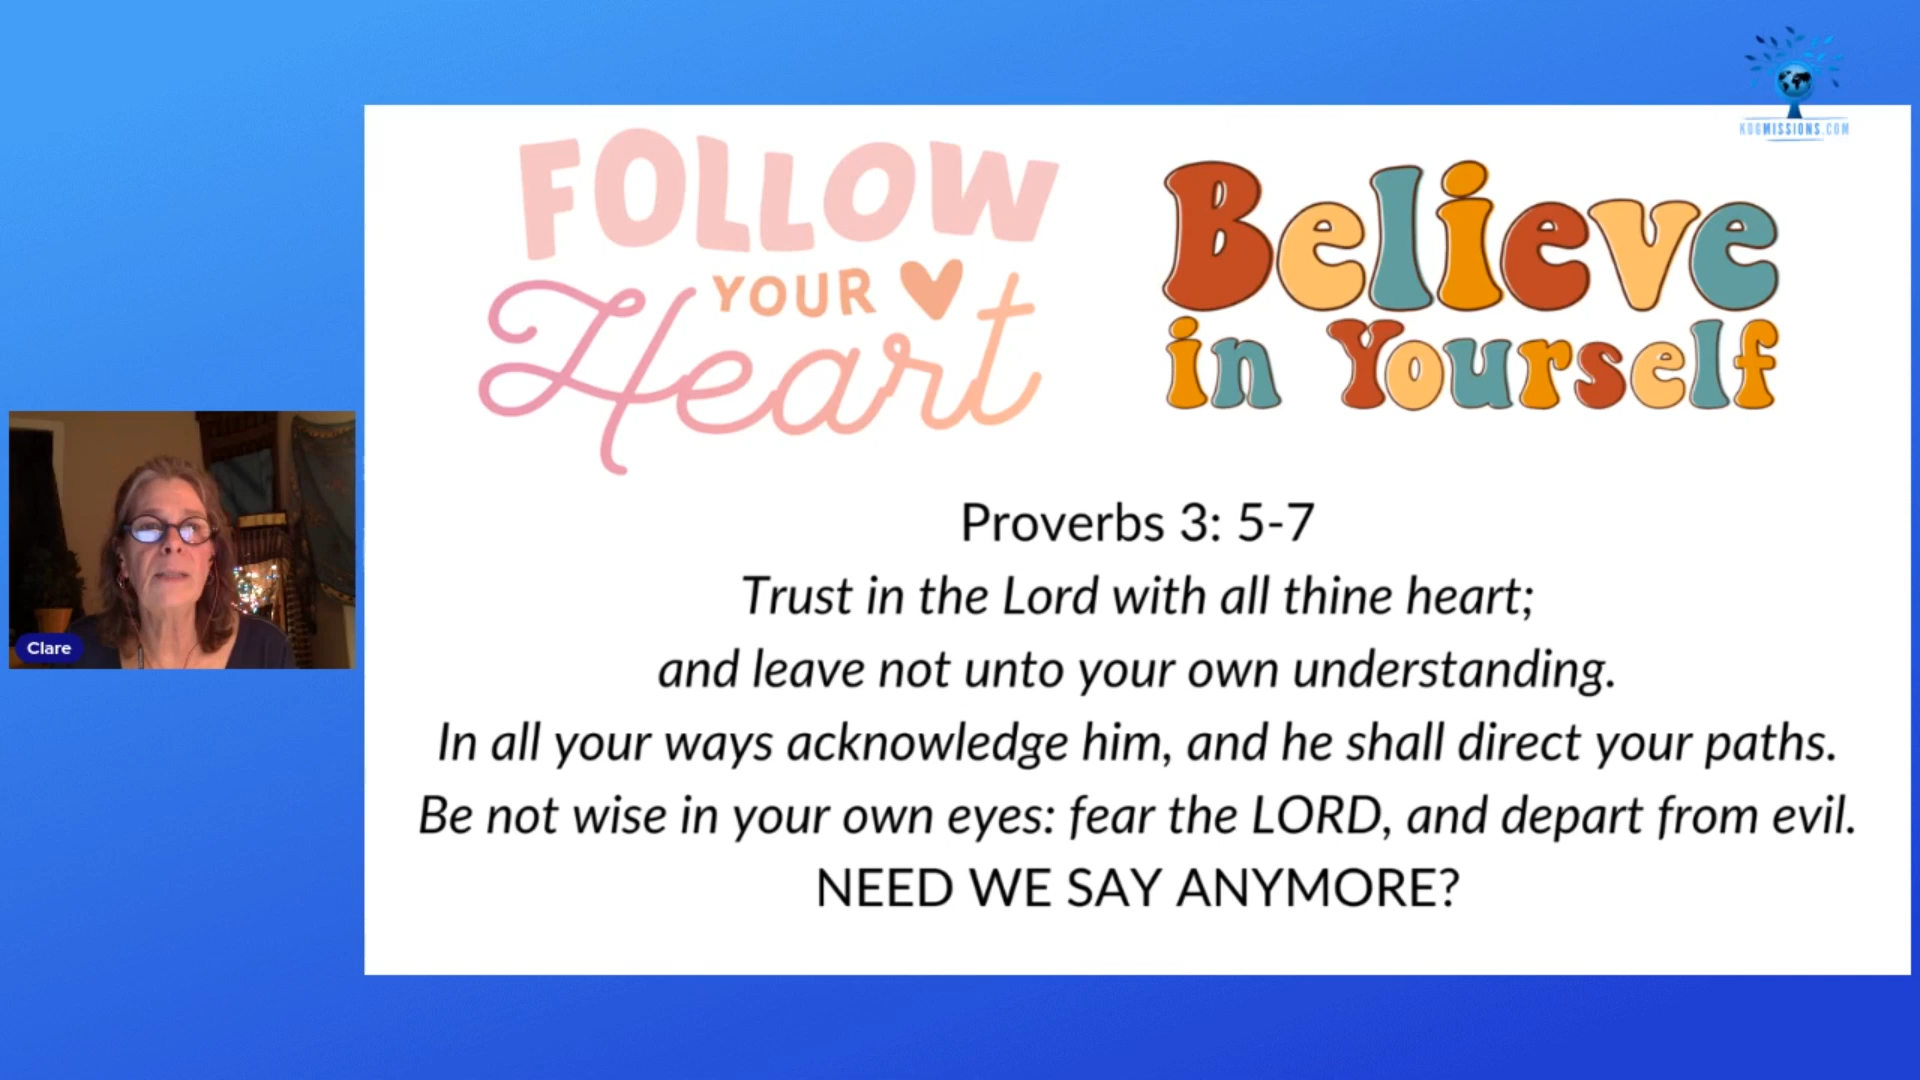 KOGMISSIONS.COM
FOLLOW
YOUR
Heart
Believe
in Yourself
Proverbs 3: 5-7
Trust in the Lord with all thine heart;
and leave not unto your own understanding.
In all your ways acknowledge him, and he shall direct your paths.
Be not wise in your own eyes: fear the LORD, and depart from evil.
NEED WE SAY ANYMORE?
Clare